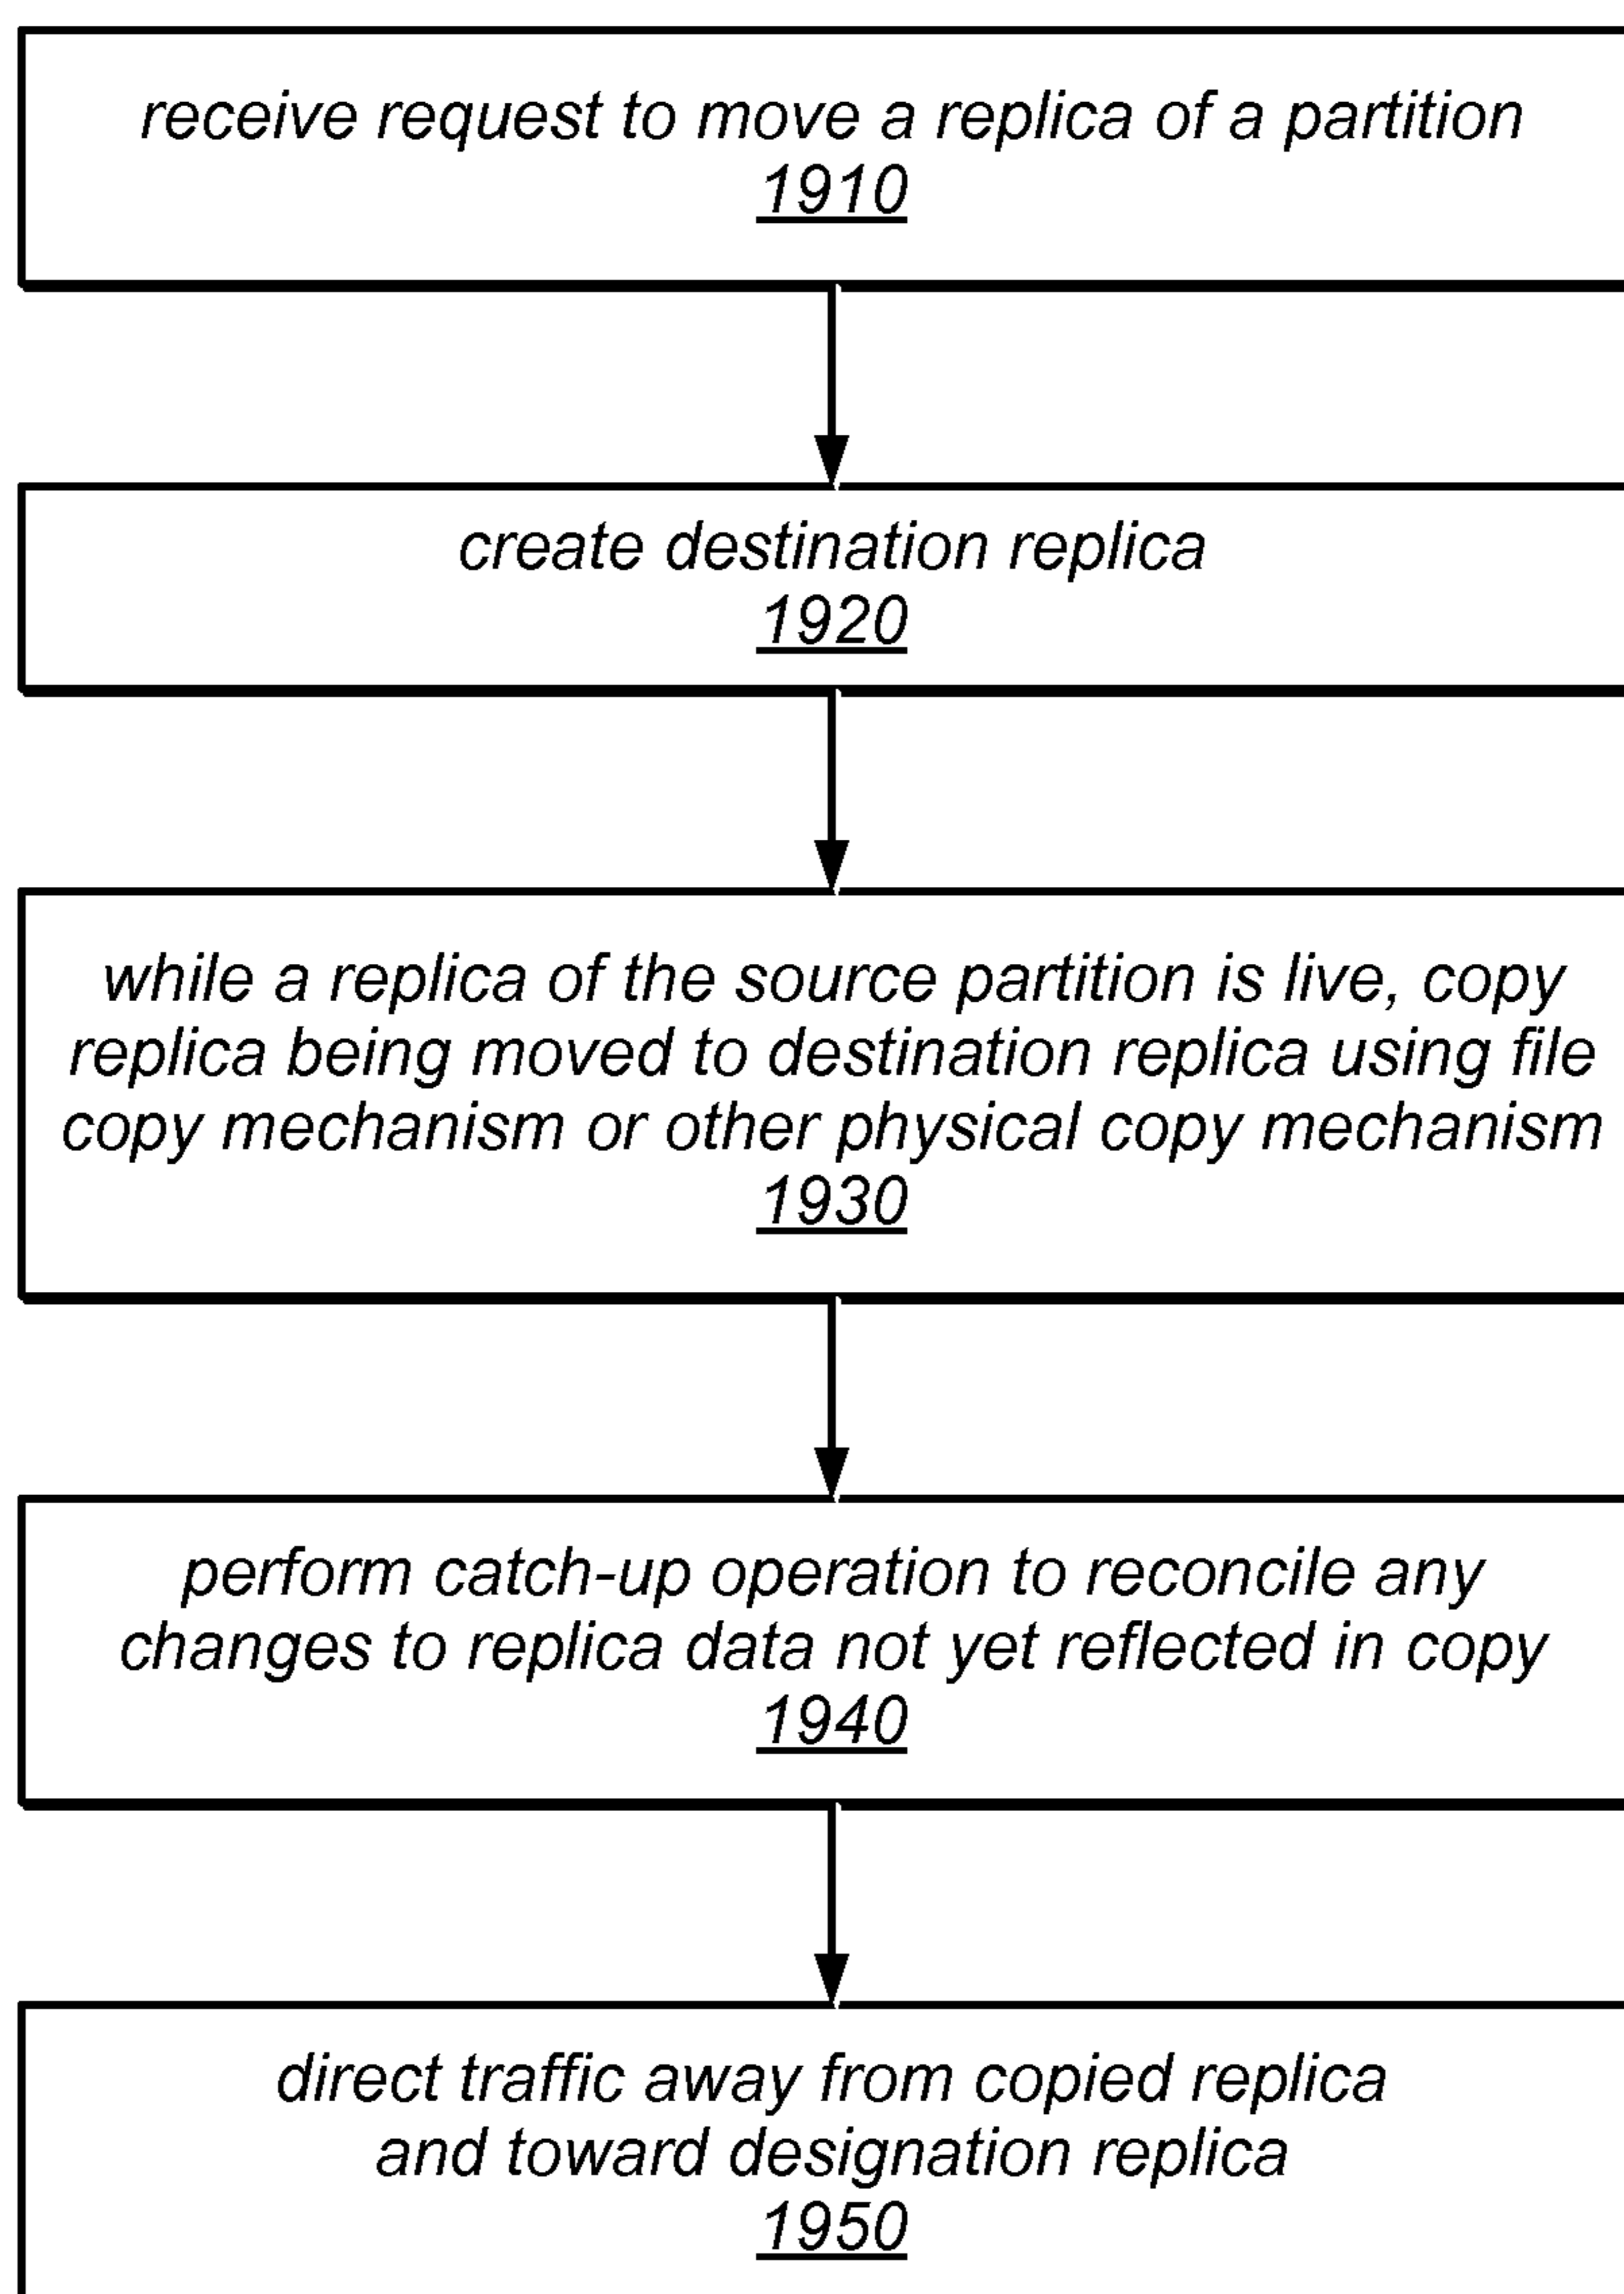 receive request to move a replica of a partition
1910
create destination replica
1920
while a replica of the source partition is live, copy
replica being moved to destination replica using file
copy mechanism or other physical copy mechanism
1930
perform catch-up operation to reconcile any
changes to replica data not yet reflected in copy
1940
direct traffic away from copied replica
and toward designation replica
1950